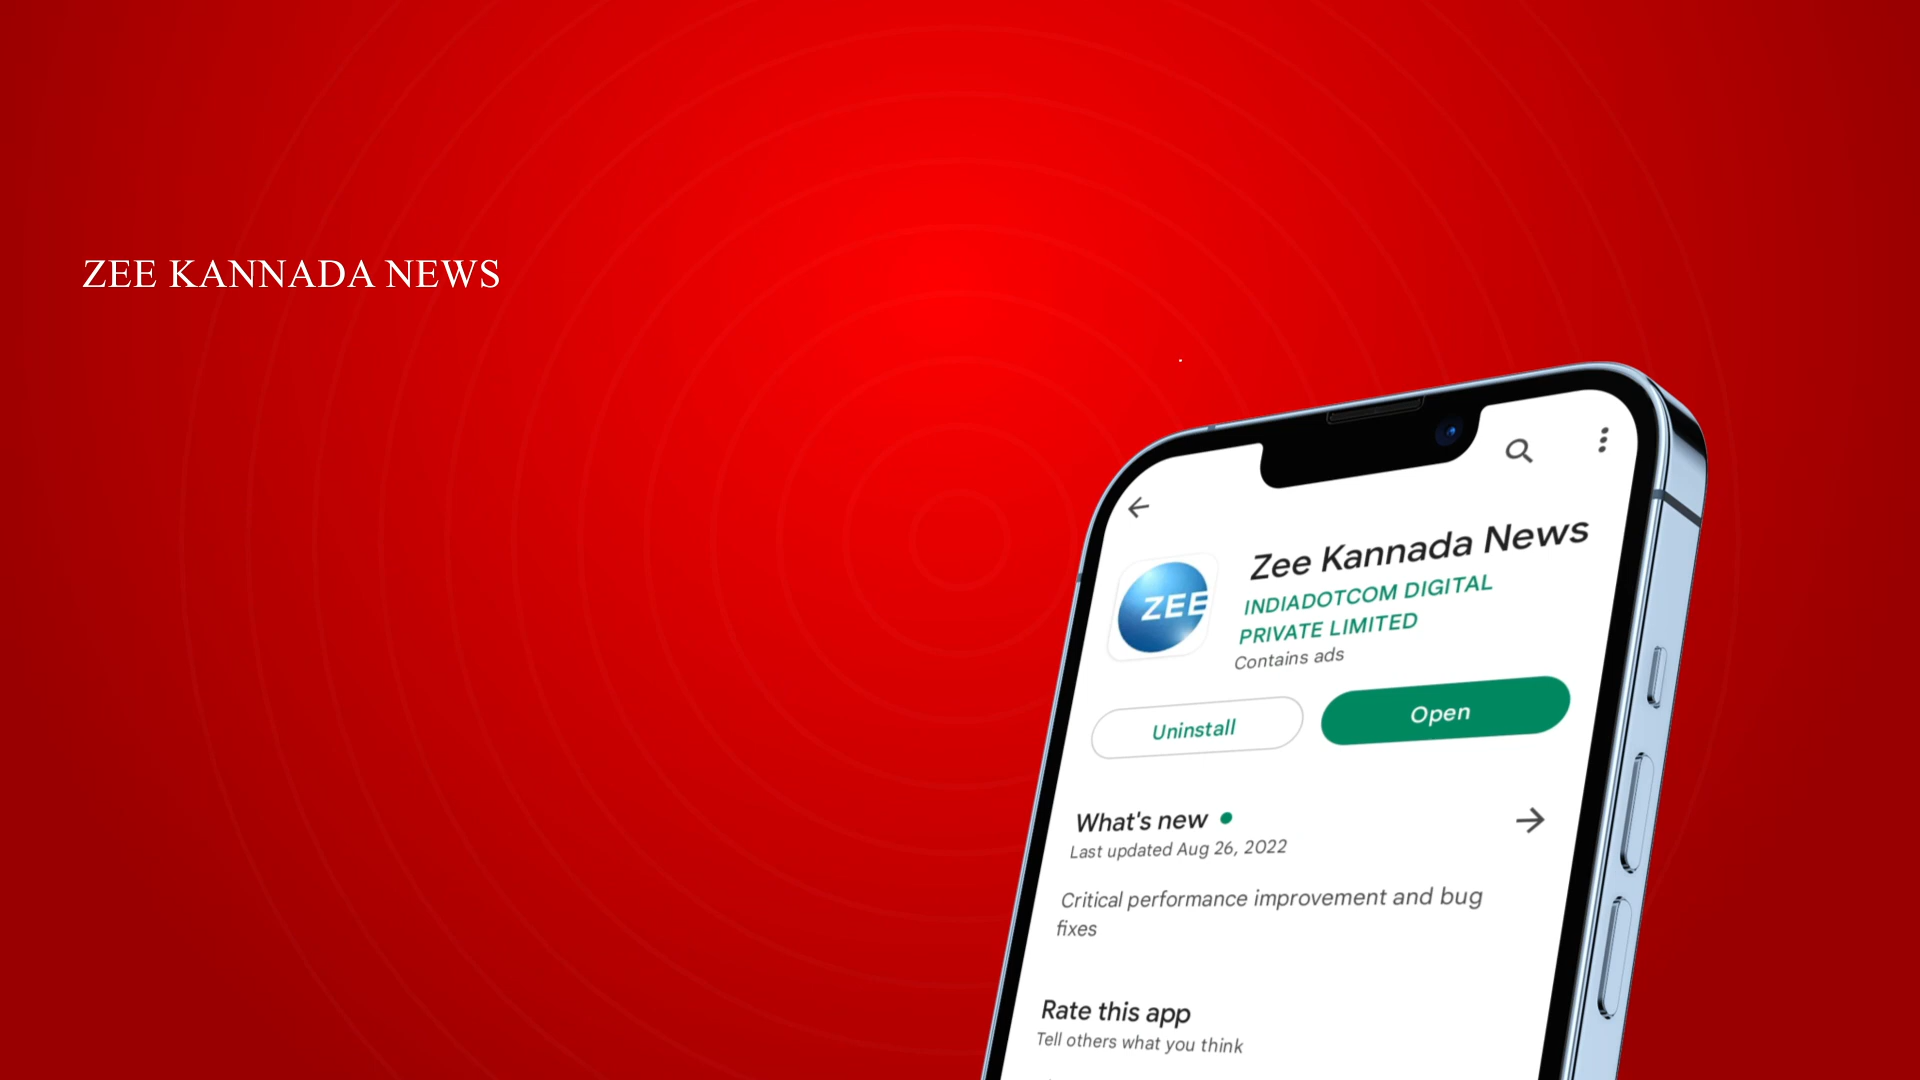 ZEE KANNADA NEWS
Zee Kannada News
ZEE
INDIADOTCOM DIGITAL
PRIVATE LIMITED
Contains ads
Uninstall
Open
What's new
Last updated Aug 26, 2022
Critical performance improvement and bug
fixes
Rate this app
Tell others what you think